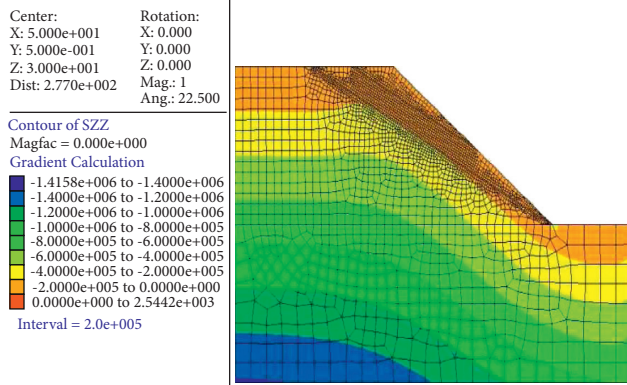 Center:
X: 5.000e+001
Y: 5.000e-001
Z: 3.000e+001
Dist: 2.770e+002
Rotation:
X: 0.000
Y: 0.000
Z: 0.000
Mag.: 1
Ang.: 22.500
Contour of SZZ
Magfac = 0.000e+000
Gradient Calculation
-1.4158e+006 to -1.4000e+006
-1.4000e+006 to -1.2000e+006
-1.2000e+006 to -1.0000e+006
-1.0000e+006 to -8.0000e+005
-8.0000e+005 to -6.0000e+005
-6.0000e+005 to -4.0000e+005
-4.0000e+005 to -2.0000e+005
-2.0000e+005 to 0.0000e+000
0.0000e+000 to 2.5442e+003
Interval = 2.0e+005